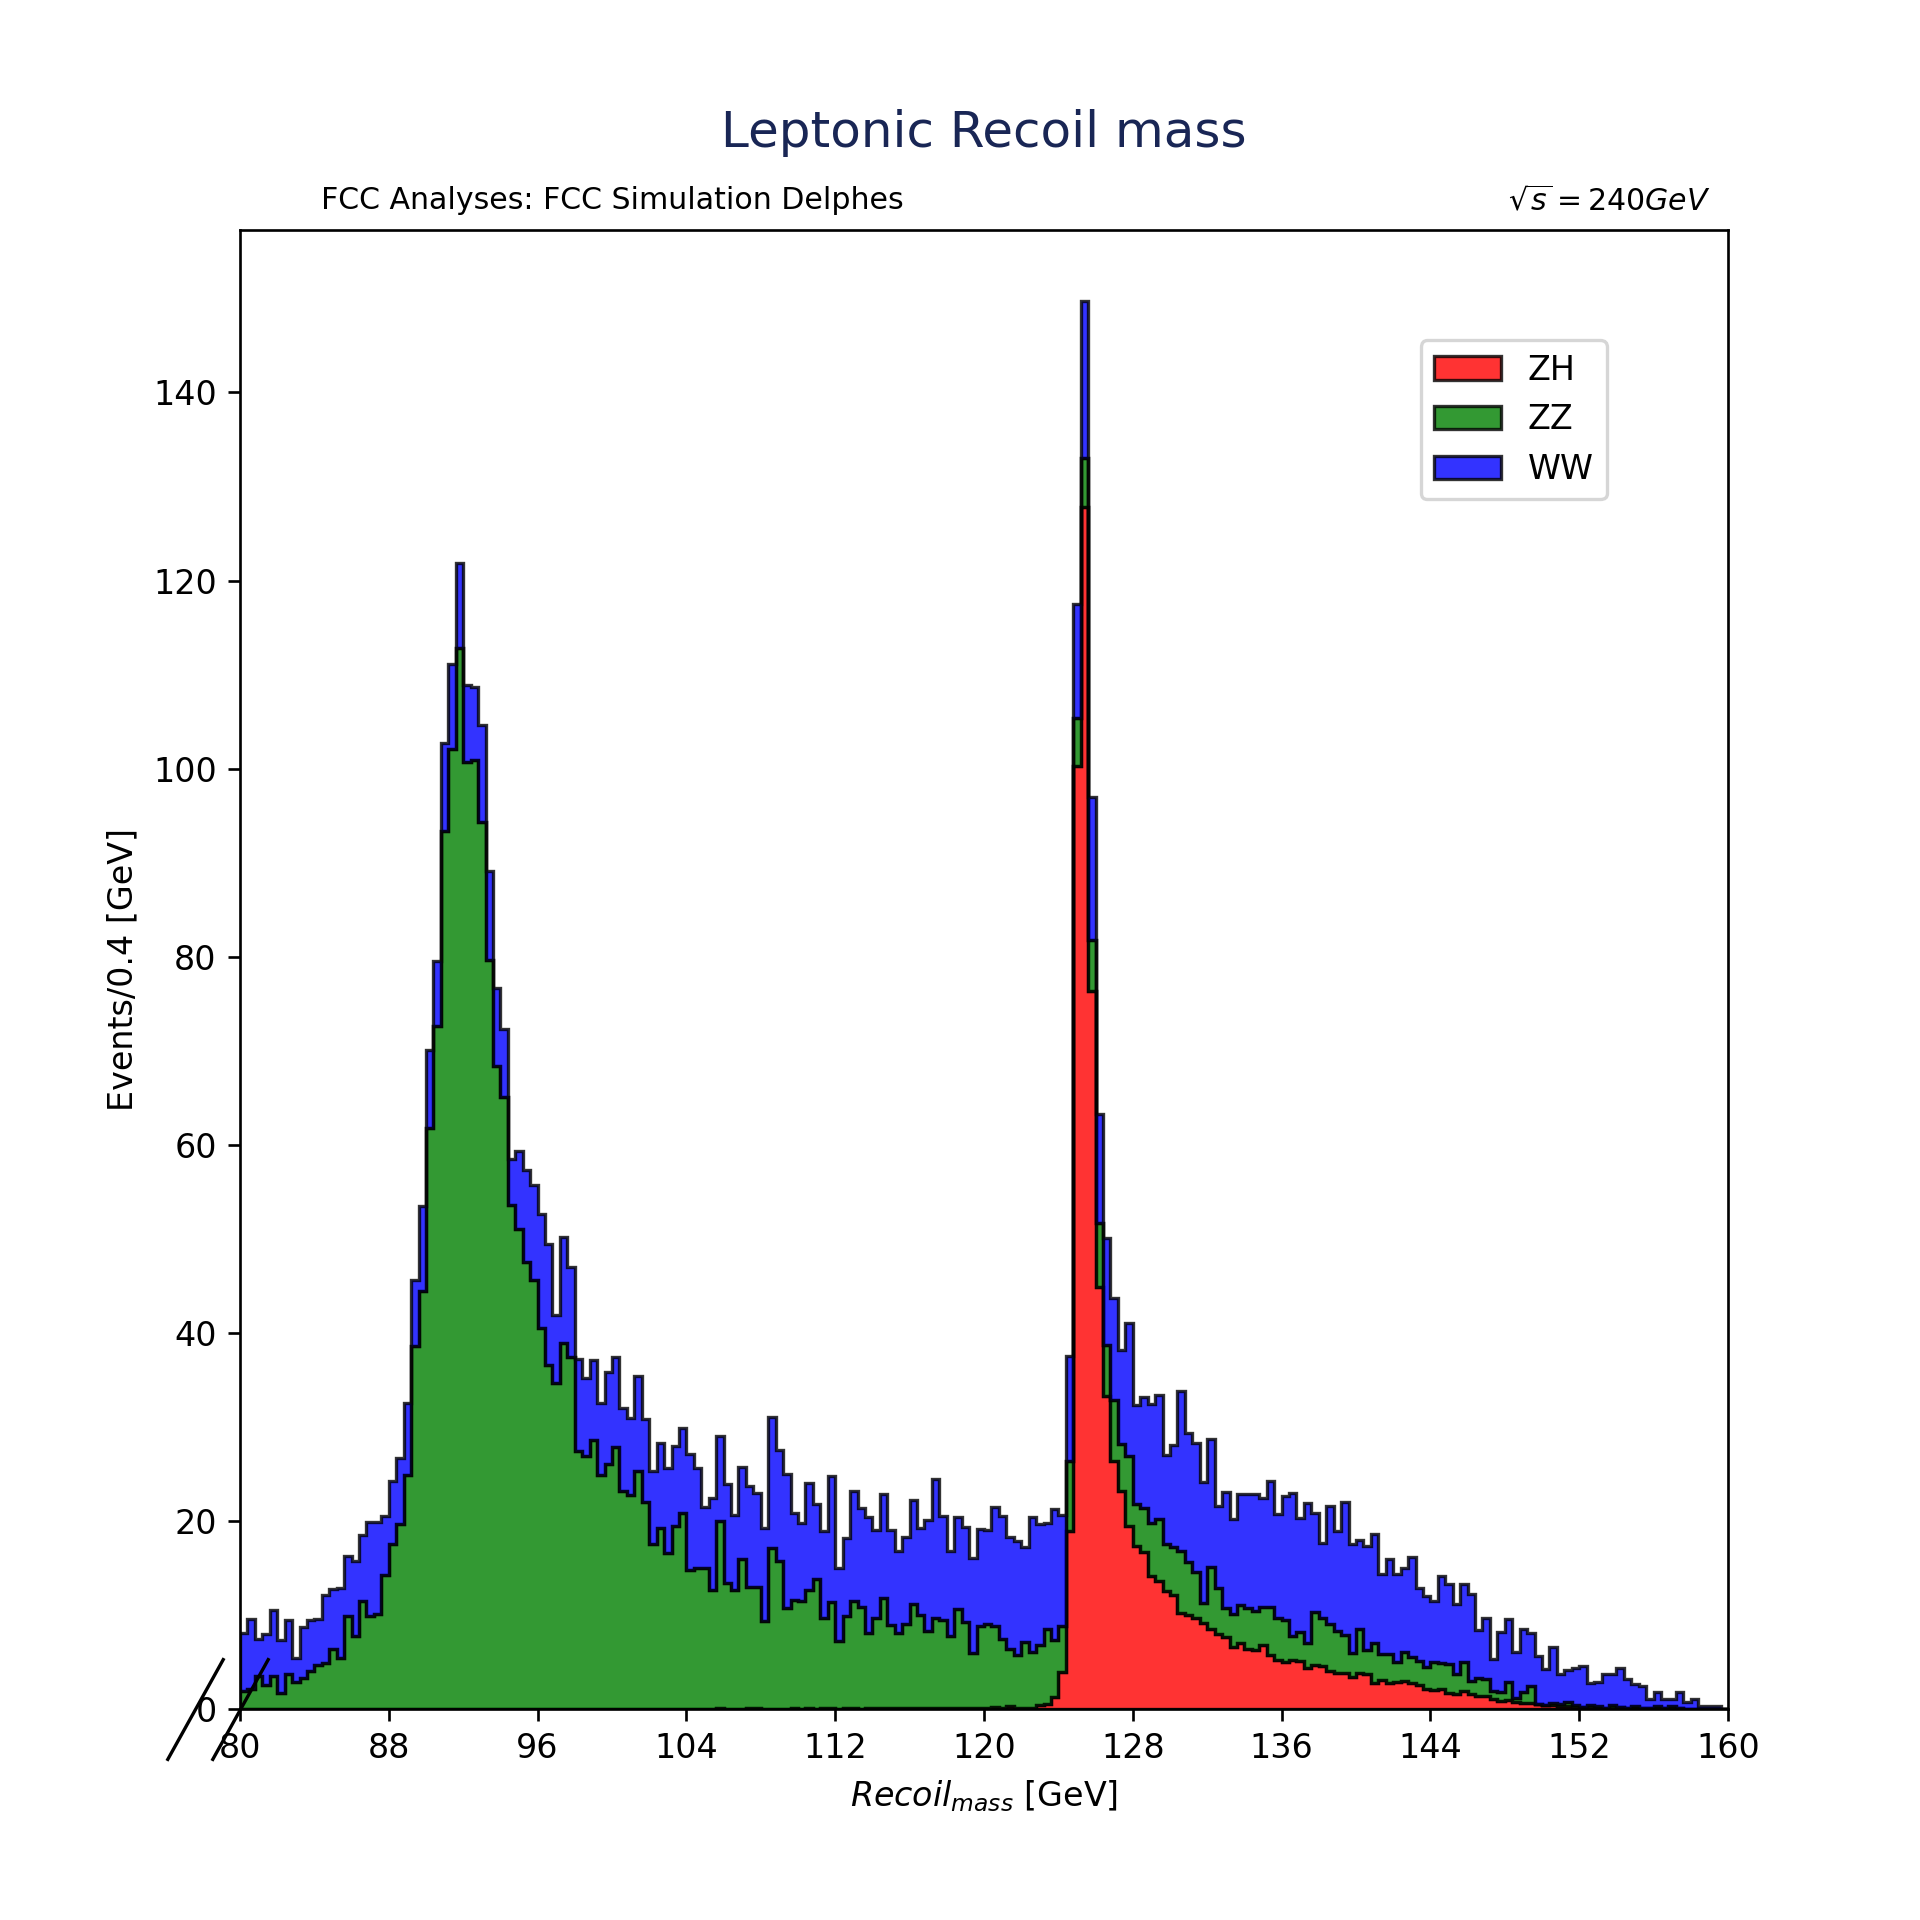 Leptonic Recoil mass
FCC Analyses: FCC Simulation Delphes
√s = 240GeV
ZH
ZZ
WW
Events/0.4 [GeV]
140
120
100
80
60
40
20
0
80 88 96 104 112 120 128 136 144 152 160
Recoil_mass [GeV]